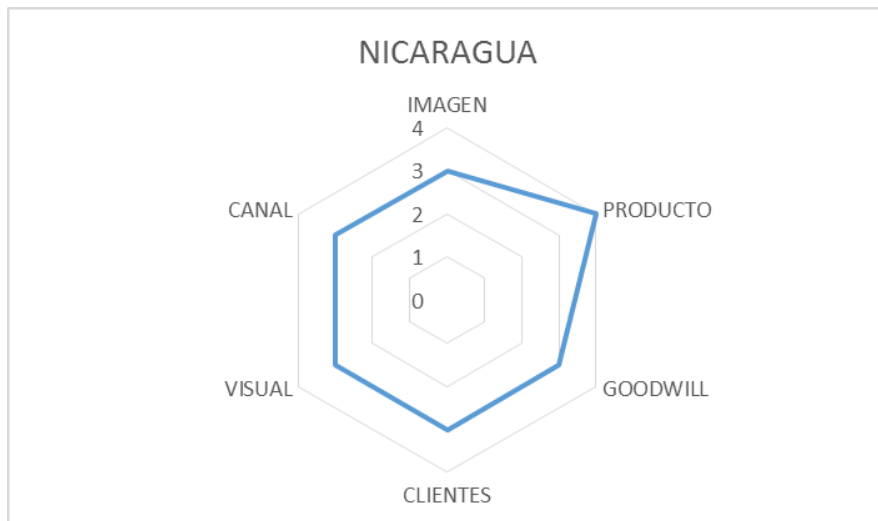 NICARAGUA
IMAGEN
4
3
CANAL
PRODUCTO
2
1
0
VISUAL
GOODWILL
CLIENTES